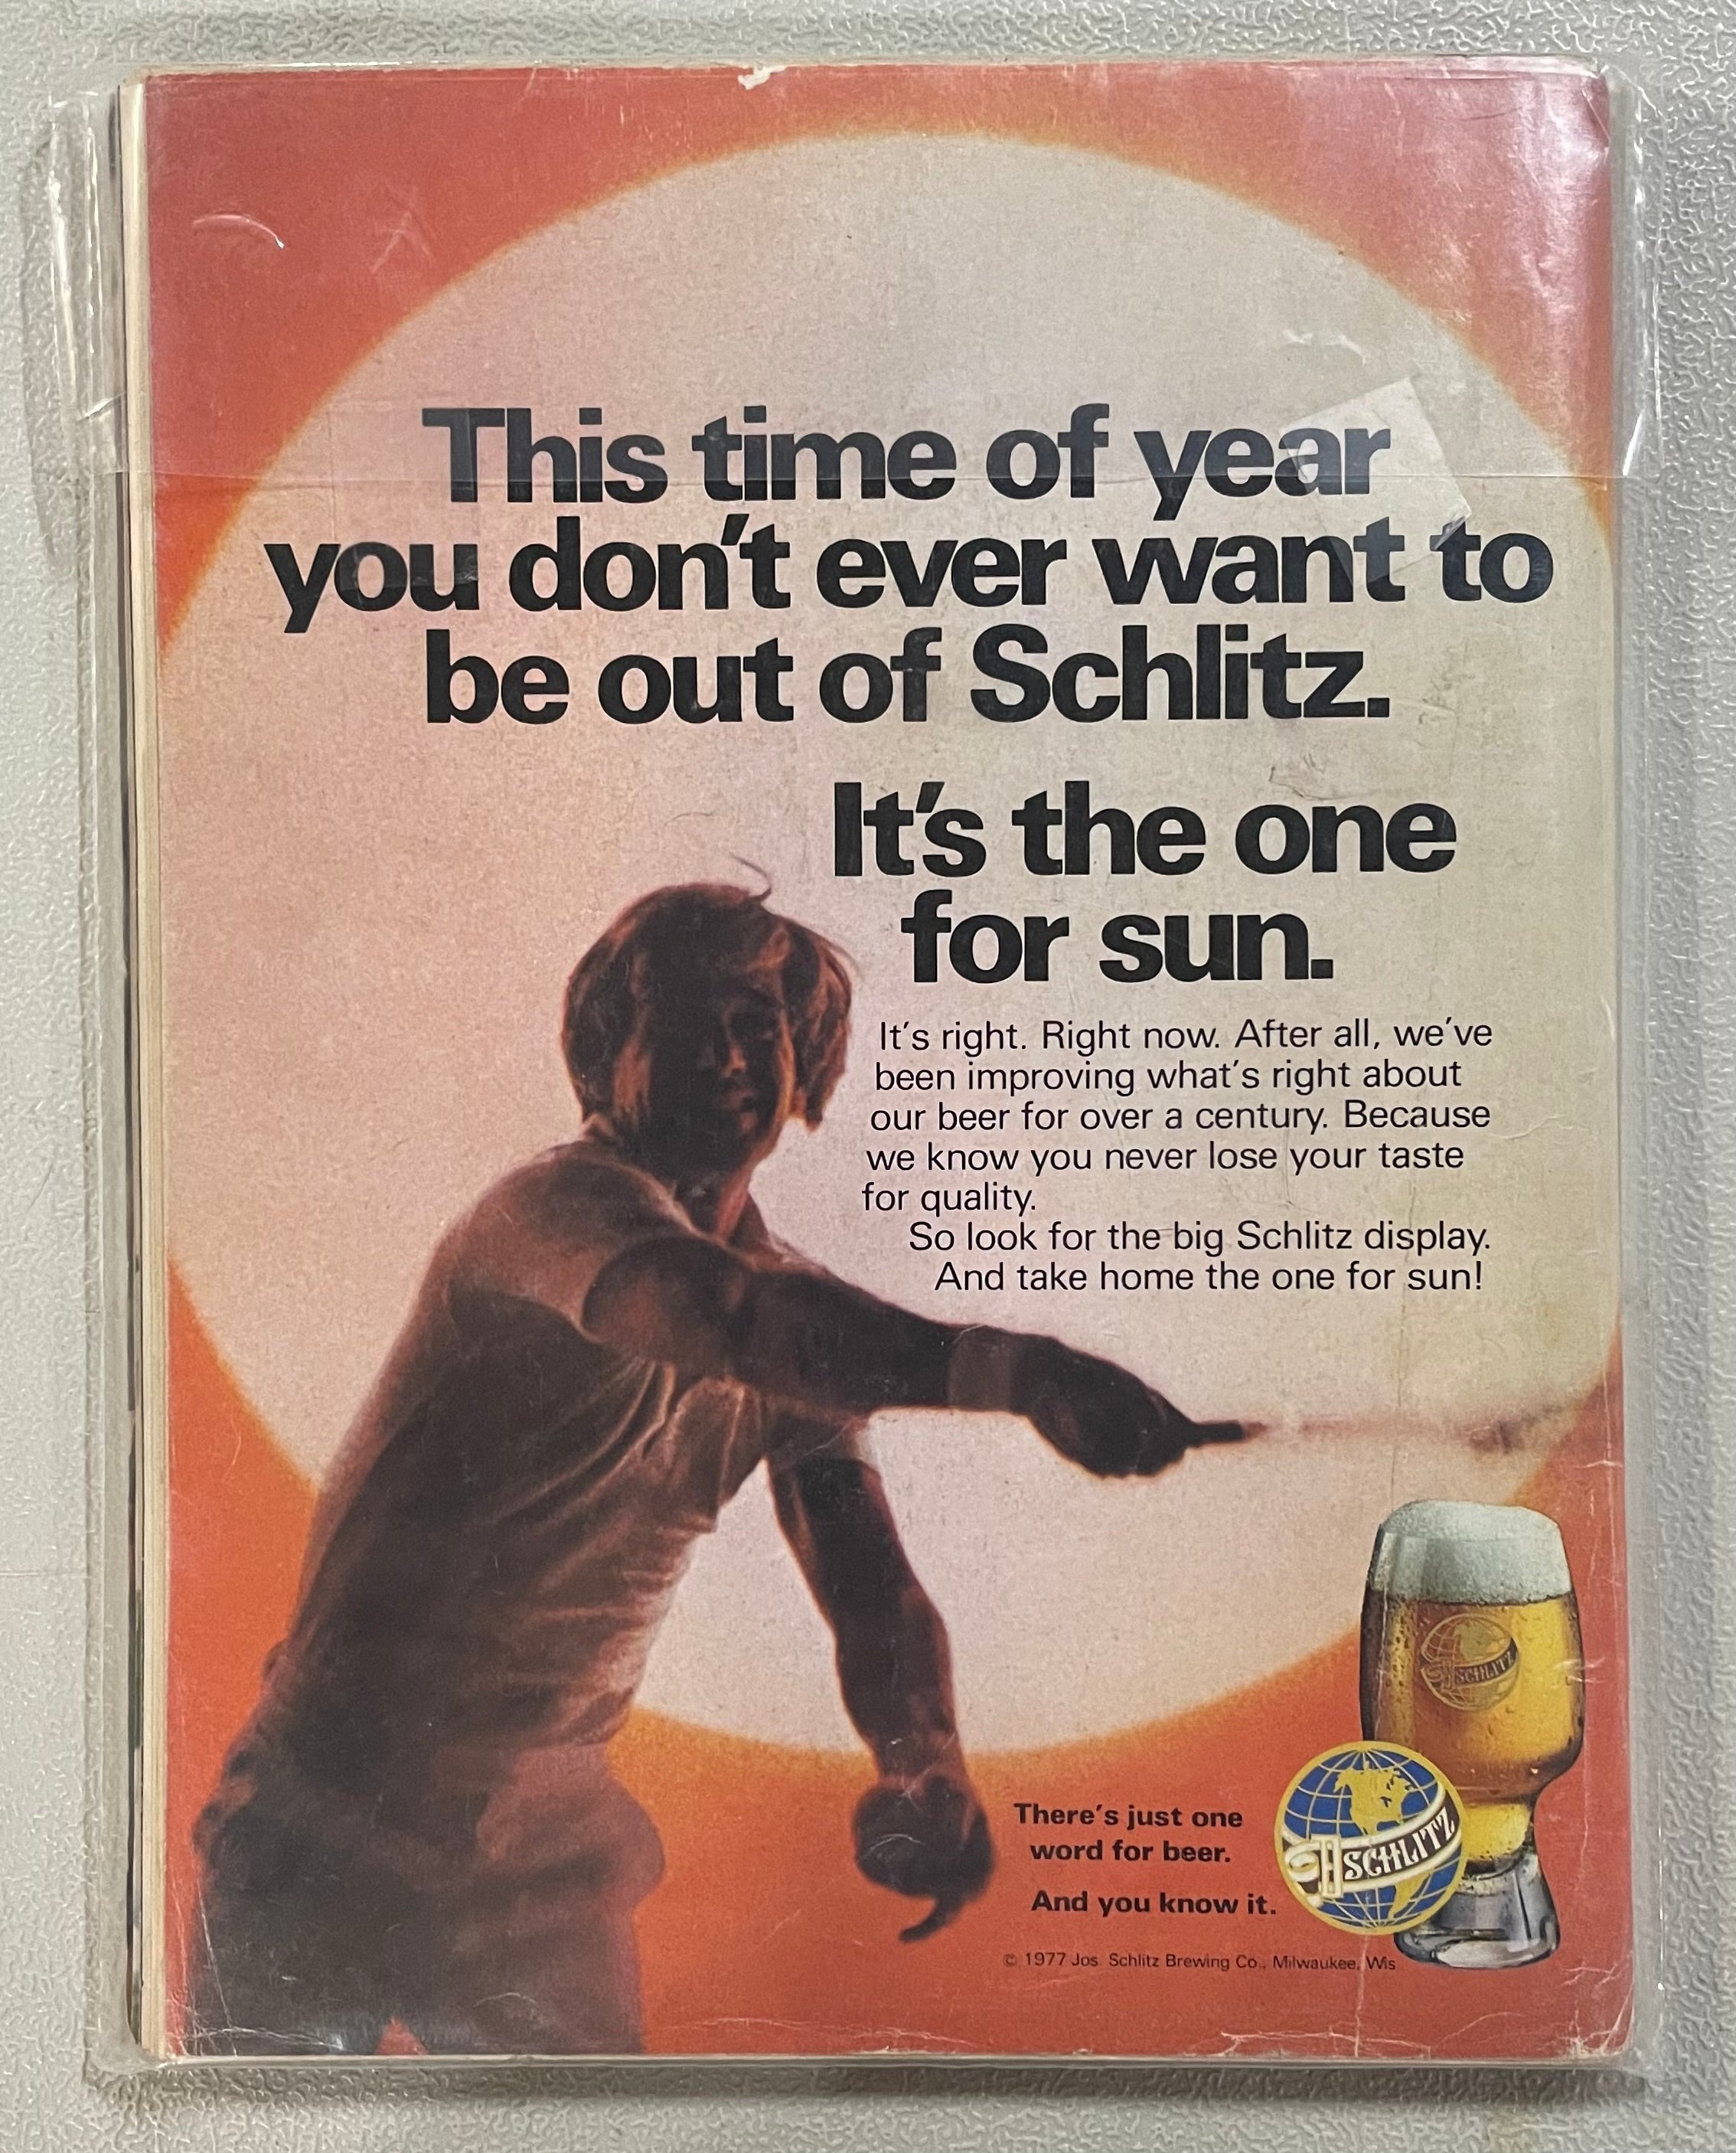 This time of year
you don't ever want to
be out of Schlitz.
It's the one
for sun.
It's right. Right now. After all, we've
been improving what's right about
our beer for over a century. Because
we know you never lose your taste
for quality.
So look for the big Schlitz display.
And take home the one for sun!
SCHLITZ
There's just one
word for beer.
And you know it.
SCHLITZ
© 1977 Jos. Schlitz Brewing Co., Milwaukee, Wis